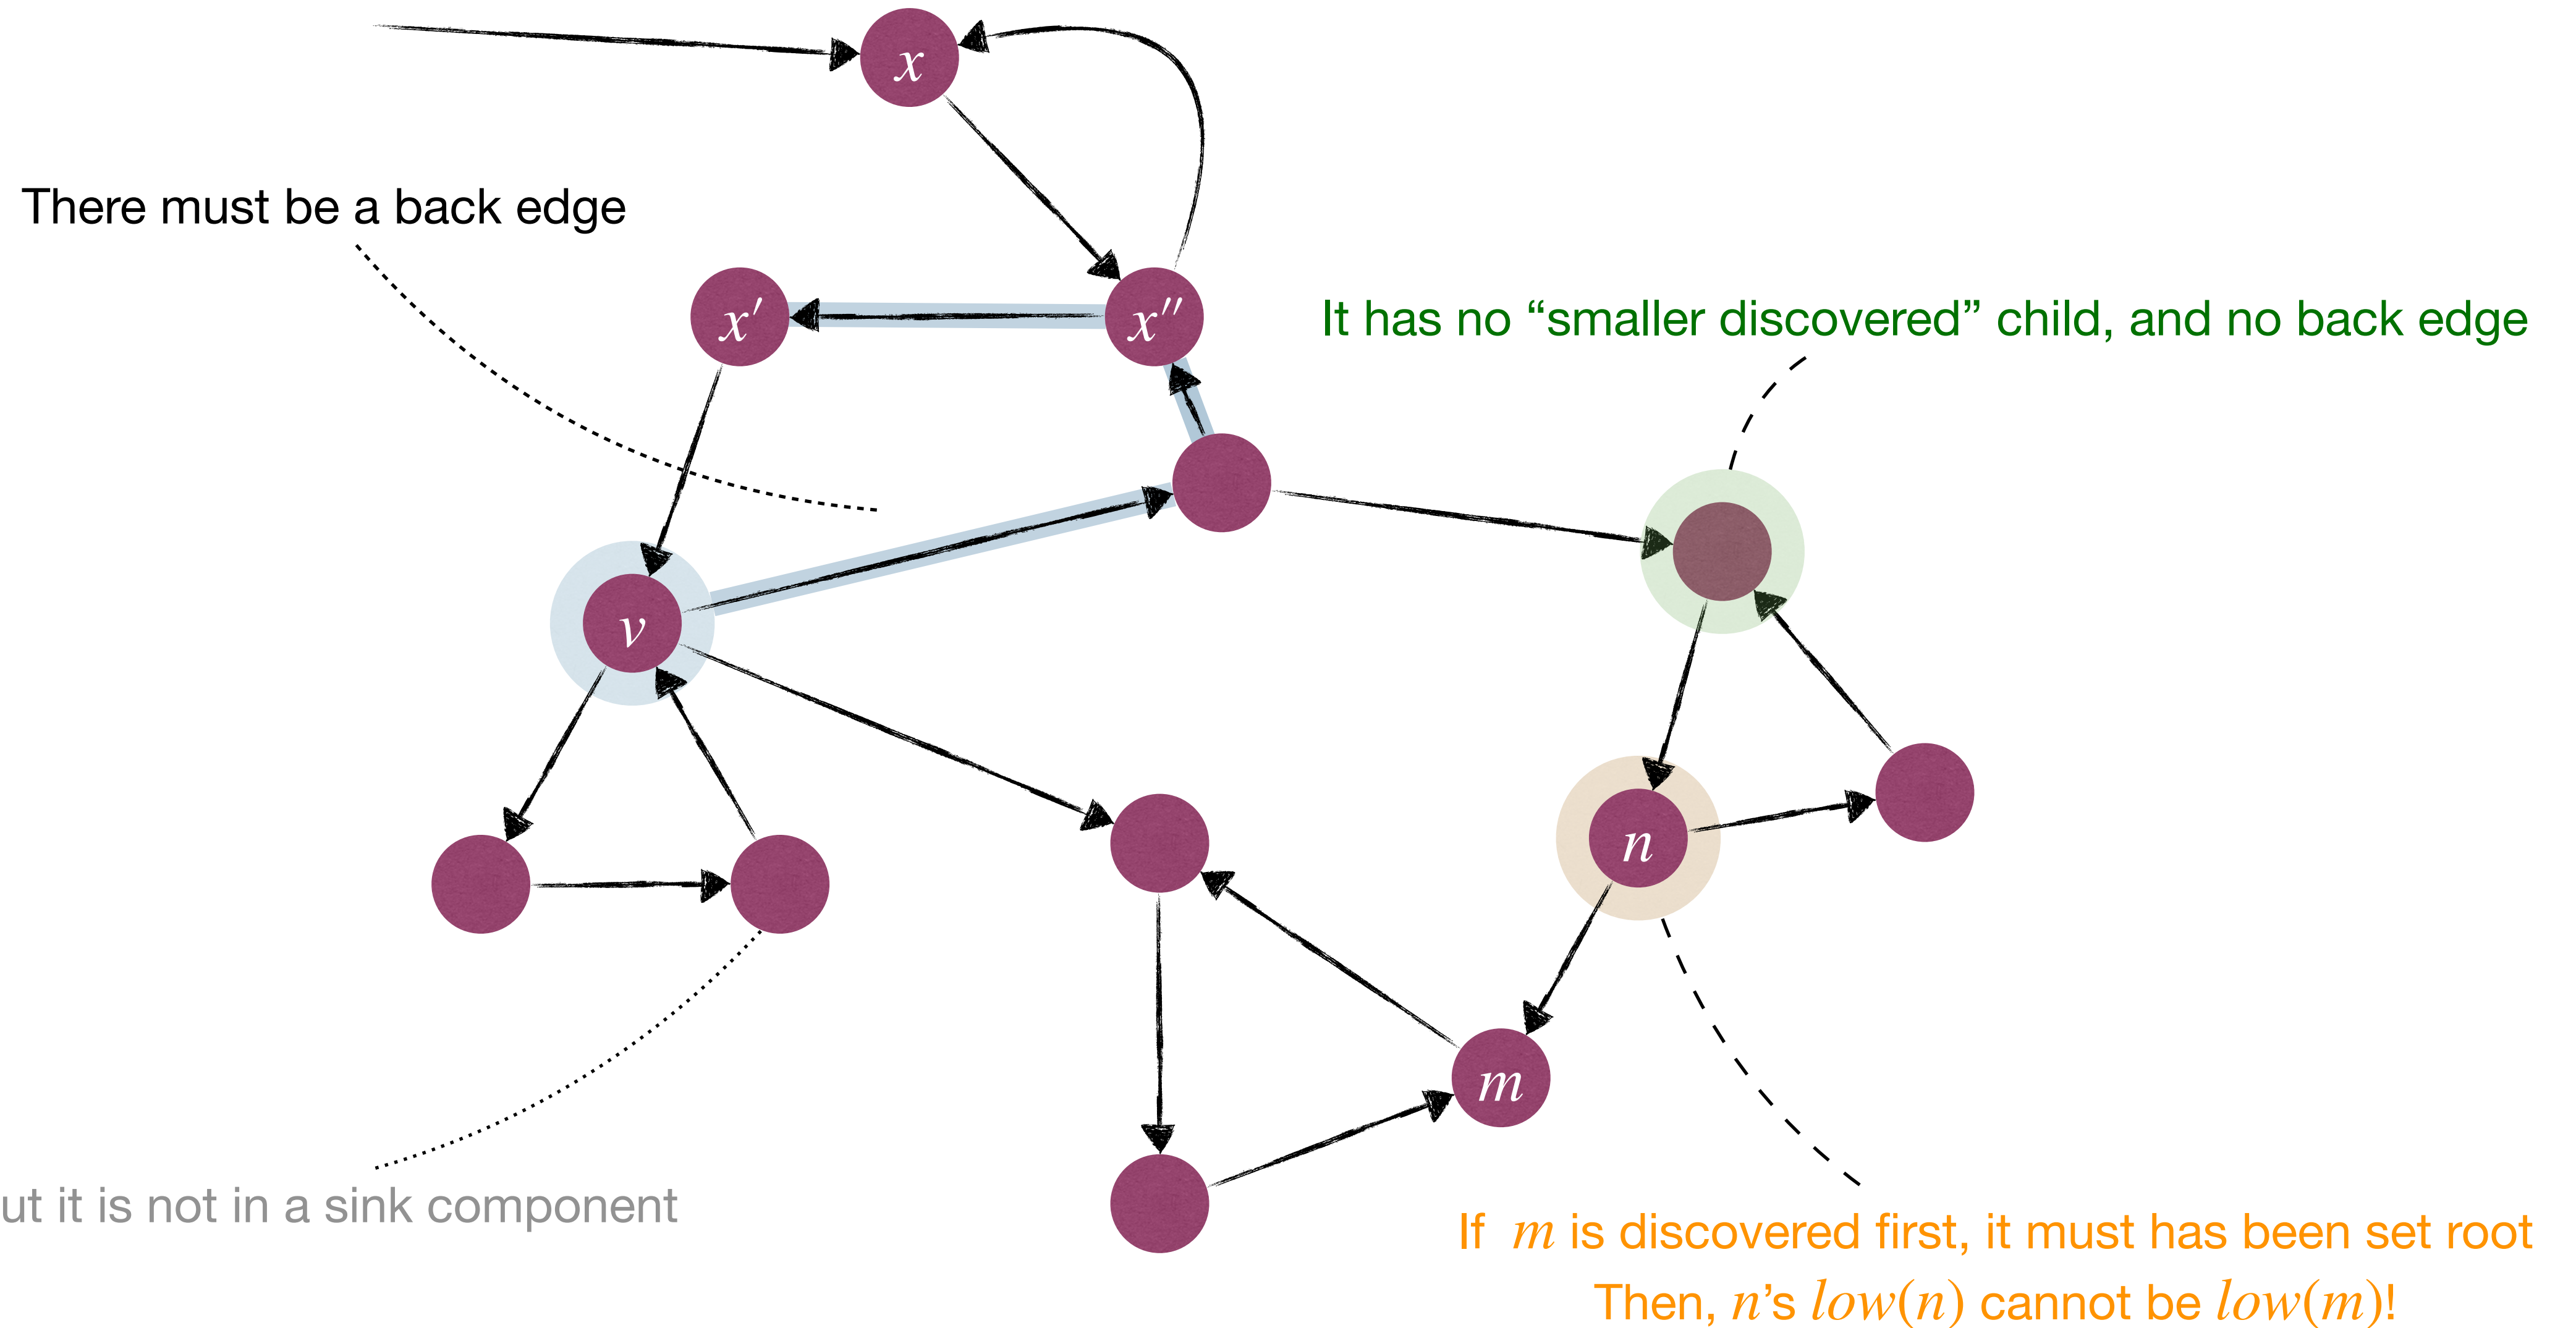 x
There must be a back edge
x′
x″
It has no “smaller discovered” child, and no back edge
v
n
m
ut it is not in a sink component
If m is discovered first, it must has been set root
Then, n’s low(n) cannot be low(m)!